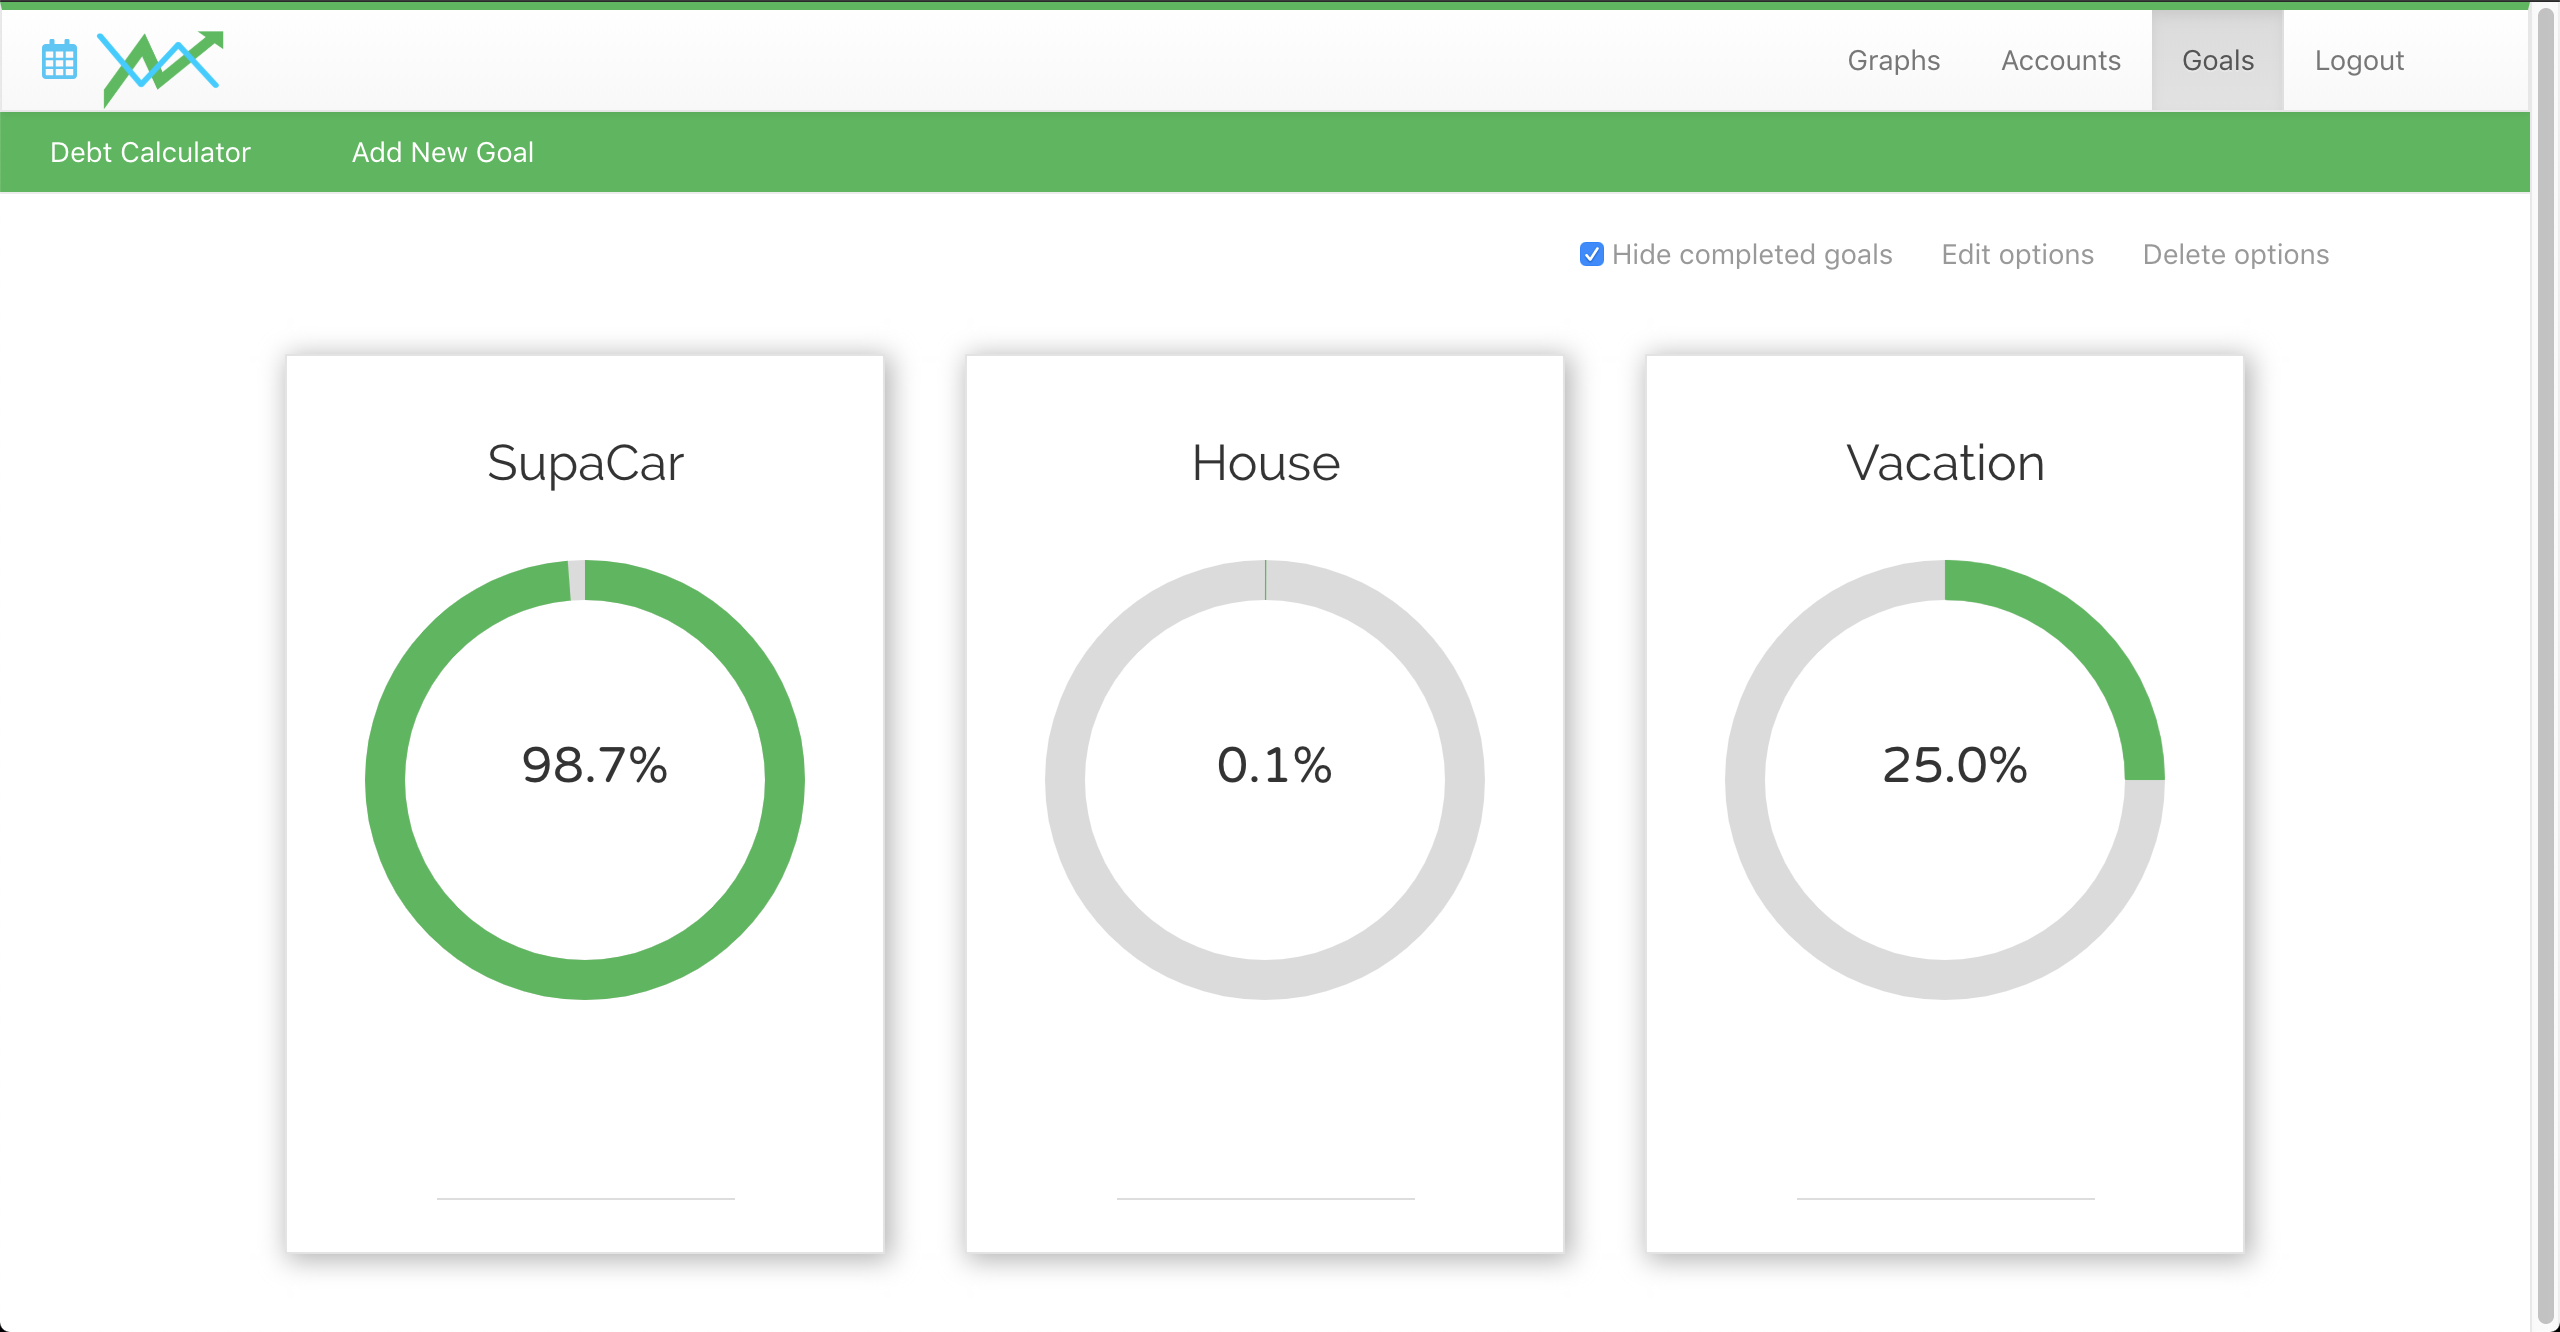 Graphs Accounts Goals Logout
Debt Calculator Add New Goal
Hide completed goals Edit options Delete options
SupaCar
98.7%
House
0.1%
Vacation
25.0%